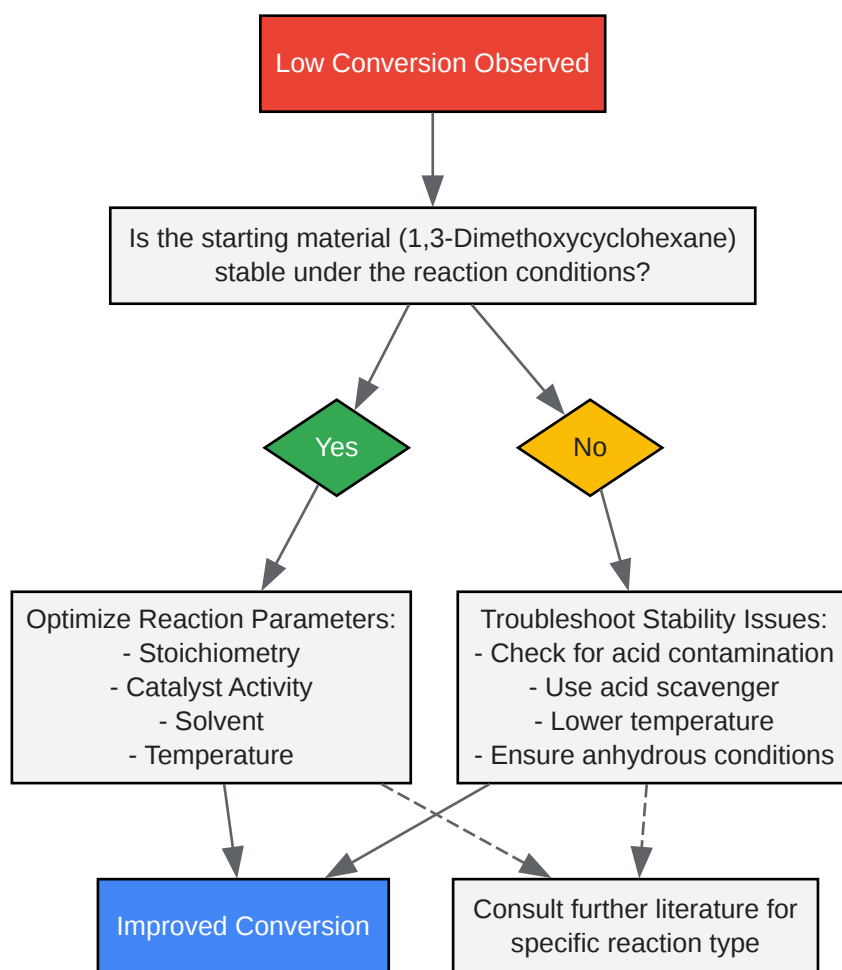 Low Conversion Observed
Is the starting material (1,3-Dimethoxycyclohexane)
stable under the reaction conditions?
Yes
No
Optimize Reaction Parameters:
- Stoichiometry
- Catalyst Activity
- Solvent
- Temperature
Troubleshoot Stability Issues:
- Check for acid contamination
- Use acid scavenger
- Lower temperature
- Ensure anhydrous conditions
Improved Conversion
Consult further literature for
specific reaction type